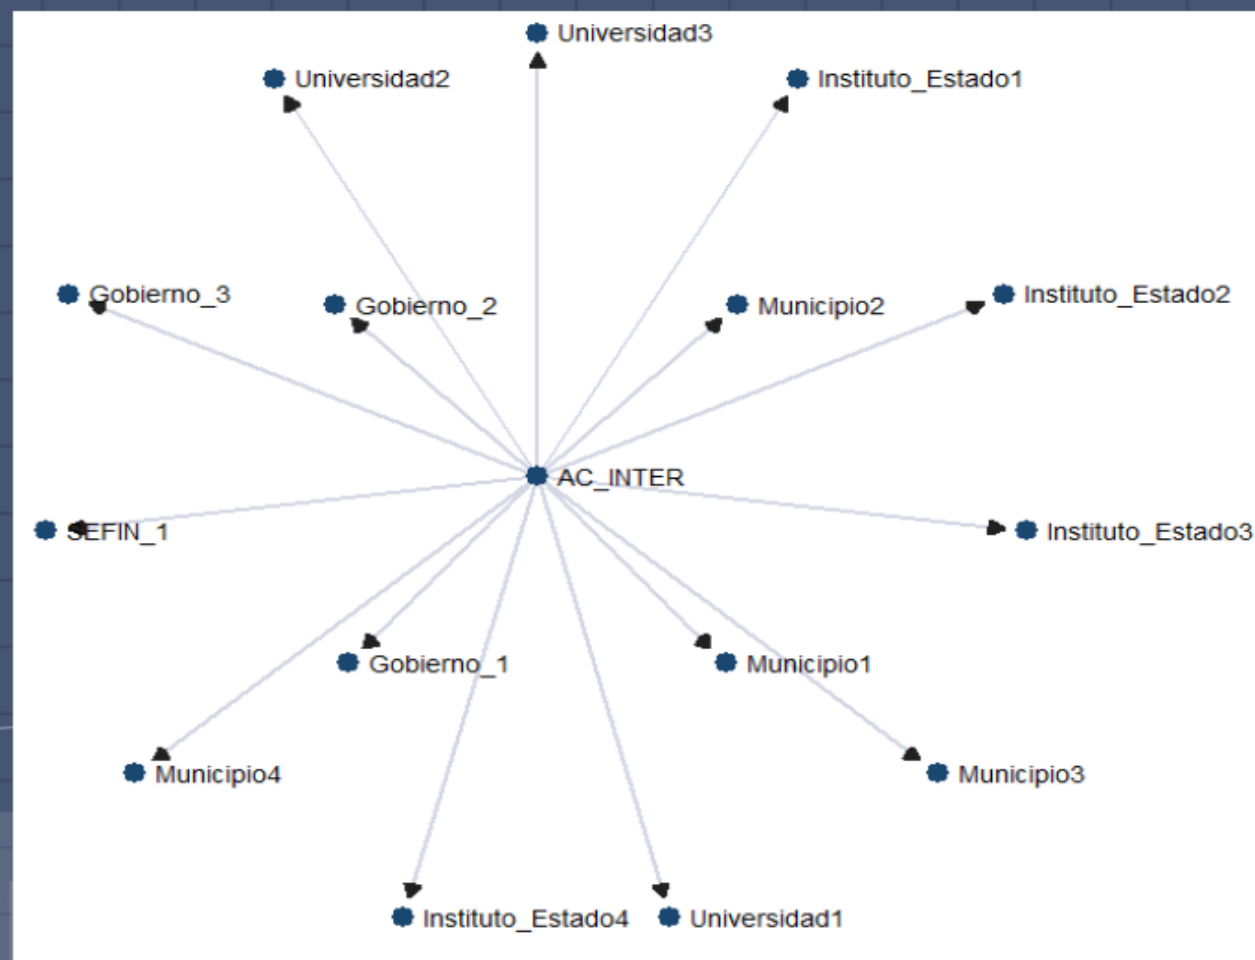 Universidad3
Universidad2
Instituto_Estado1
Gobierno_3
Gobierno_2
Municipio2
Instituto_Estado2
AC_INTER
SEFIN_1
Instituto_Estado3
Gobierno_1
Municipio1
Municipio4
Municipio3
Instituto_Estado4
Universidad1